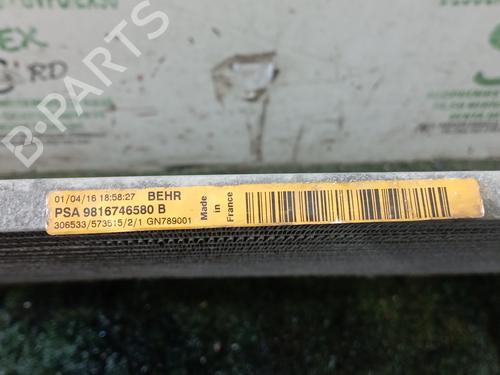 B-PARTS
01/04/16 18:58:27 BEHR
PSA 9816746580 B
306533/573515/2/1 GN789001
Made
in
France